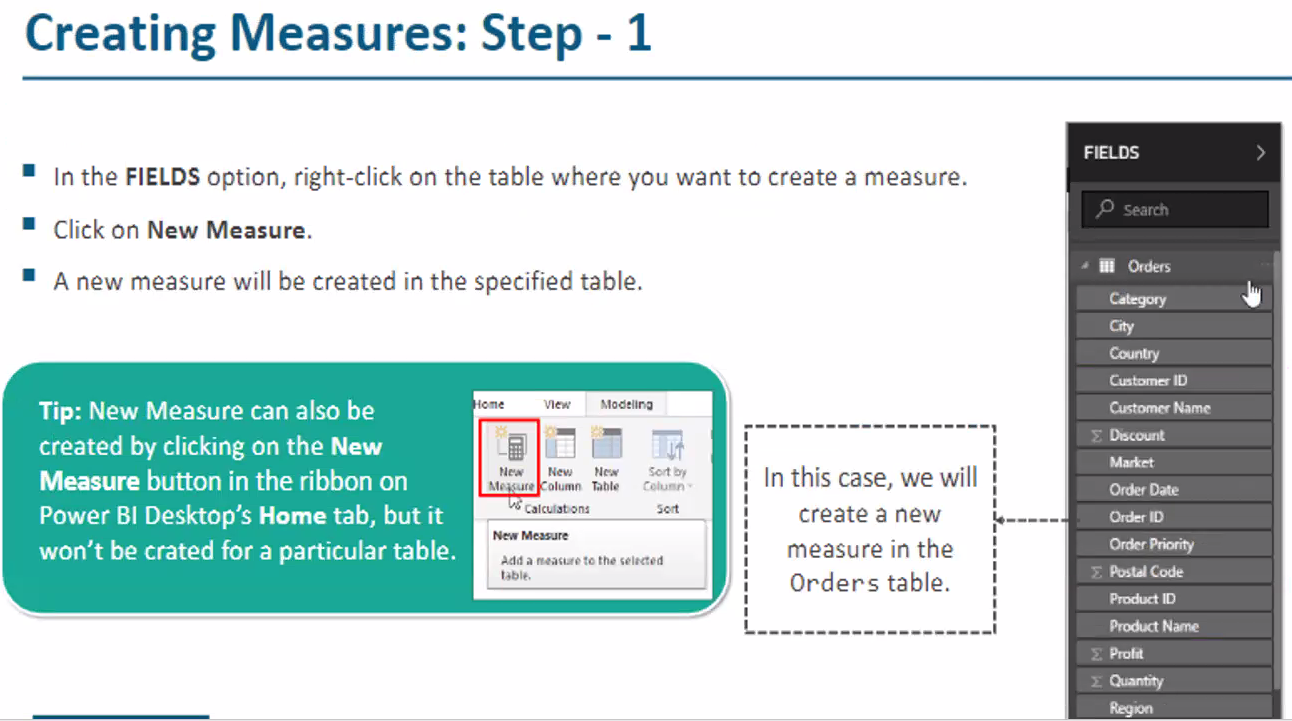 Creating Measures: Step - 1
In the FIELDS option, right-click on the table where you want to create a measure.
Click on New Measure.
A new measure will be created in the specified table.
Tip: New Measure can also be
created by clicking on the New
Measure button in the ribbon on
Power BI Desktop's Home tab, but it
won't be crated for a particular table.
Home View Modeling
New Measure
New Column
New Table
Sort by Column
Calculations
Sort
New Measure
Add a measure to the selected
table.
In this case, we will
create a new
measure in the
Orders table.
FIELDS
Search
Orders
Category
City
Country
Customer ID
Customer Name
Σ Discount
Market
Order Date
Order ID
Order Priority
Σ Postal Code
Product ID
Product Name
Σ Profit
Σ Quantity
Region